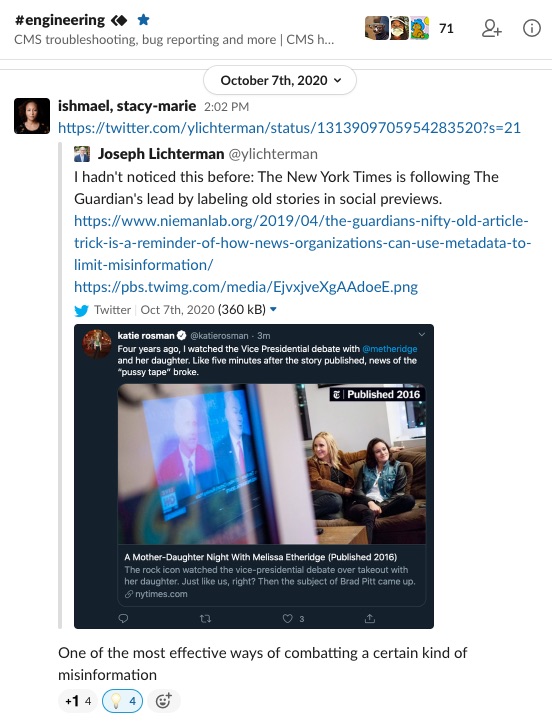 #engineering
CMS troubleshooting, bug reporting and more | CMS h...
71
October 7th, 2020
ishmael, stacy-marie 2:02 PM
https://twitter.com/ylichterman/status/1313909705954283520?s=21
Joseph Lichterman @ylichterman
I hadn't noticed this before: The New York Times is following The
Guardian's lead by labeling old stories in social previews.
https://www.niemanlab.org/2019/04/the-guardians-nifty-old-article-
trick-is-a-reminder-of-how-news-organizations-can-use-metadata-to-
limit-misinformation/
https://pbs.twimg.com/media/EjvxjveXgAAdoeE.png
Twitter | Oct 7th, 2020 (360 kB)
katie rosman @katierosman · 3m
Four years ago, I watched the Vice Presidential debate with @metheridge
and her daughter. Like five minutes after the story published, news of the
"pussy tape" broke.
T | Published 2016
A Mother-Daughter Night With Melissa Etheridge (Published 2016)
The rock icon watched the vice-presidential debate over takeout with
her daughter. Just like us, right? Then the subject of Brad Pitt came up.
nytimes.com
3
One of the most effective ways of combatting a certain kind of
misinformation
+1 4 4